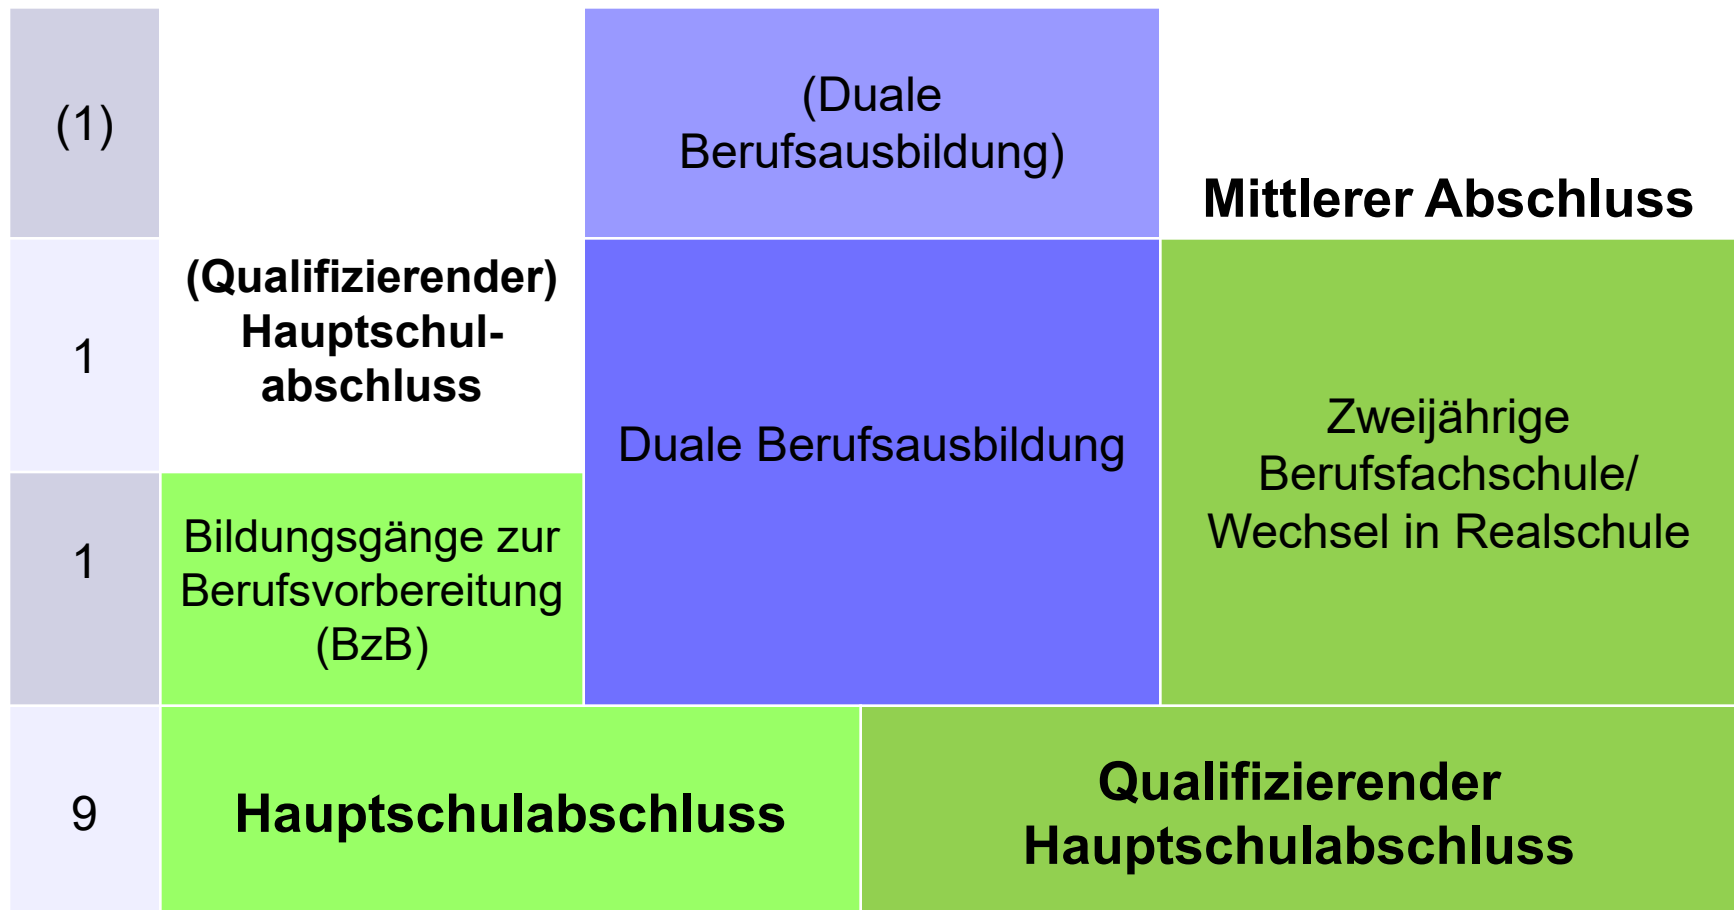 (1)
(Duale
Berufsausbildung)
Mittlerer Abschluss
1
(Qualifizierender)
Hauptschul-
abschluss
Duale Berufsausbildung
Zweijährige
Berufsfachschule/
Wechsel in Realschule
1
Bildungsgänge zur
Berufsvorbereitung
(BzB)
9
Hauptschulabschluss
Qualifizierender
Hauptschulabschluss